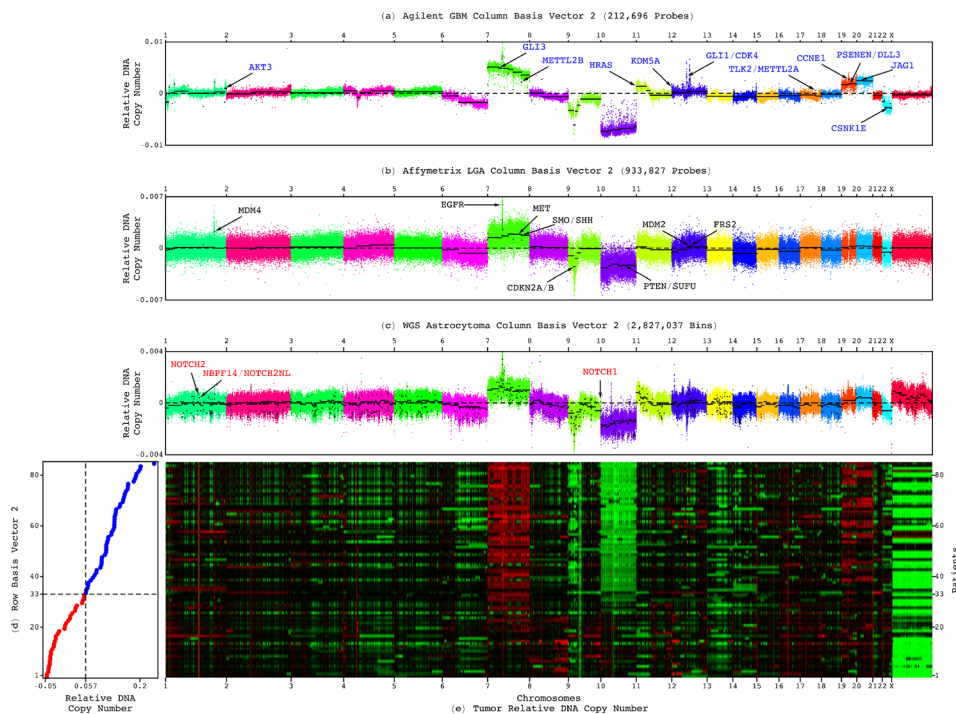 (a) Agilent GBM Column Basis Vector 2 (212,696 Probes)
1 2 3 4 5 6 7 8 9 10 11 12 13 14 15 16 17 18 19 20 2122 X
Relative DNA
Copy Number
0.01
0
-0.01
AKT3
GLI3
METTL2B
HRAS
KDM5A
GLI1/CDK4
TLK2/METTL2A
CCNE1
PSENEN/DLL3
JAG1
CSNK1E
(b) Affymetrix LGA Column Basis Vector 2 (933,827 Probes)
1 2 3 4 5 6 7 8 9 10 11 12 13 14 15 16 17 18 19 20 2122 X
Relative DNA
Copy Number
0.007
0
-0.007
MDM4
EGFR
MET
SMO/SHH
CDKN2A/B
PTEN/SUFU
MDM2
FRS2
(c) WGS Astrocytoma Column Basis Vector 2 (2,827,037 Bins)
1 2 3 4 5 6 7 8 9 10 11 12 13 14 15 16 17 18 19 20 2122 X
Relative DNA
Copy Number
0.004
0
-0.004
NOTCH2
NBPF14/NOTCH2NL
NOTCH1
(d) Row Basis Vector 2
80
60
40
33
20
1
-0.05 0.057 0.2
Relative DNA
Copy Number
80
60
40
33
20
1
Patients
1 2 3 4 5 6 7 8 9 10 11 12 13 14 15 16 17 18 19 20 2122 X
Chromosomes
(e) Tumor Relative DNA Copy Number